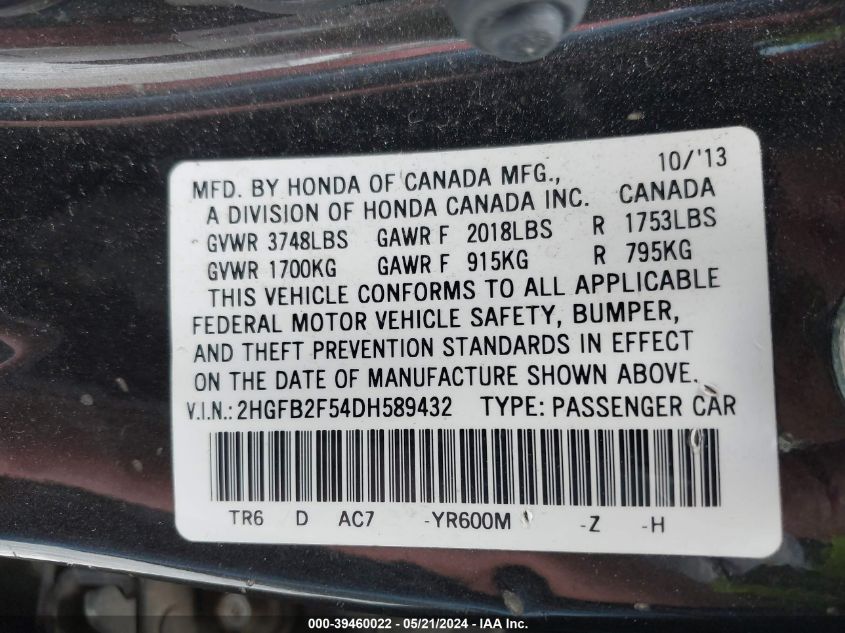 10/'13
MFD. BY HONDA OF CANADA MFG.,
A DIVISION OF HONDA CANADA INC. CANADA
GVWR 3748LBS GAWR F 2018LBS R 1753LBS
GVWR 1700KG GAWR F 915KG R 795KG
THIS VEHICLE CONFORMS TO ALL APPLICABLE
FEDERAL MOTOR VEHICLE SAFETY, BUMPER,
AND THEFT PREVENTION STANDARDS IN EFFECT
ON THE DATE OF MANUFACTURE SHOWN ABOVE.
V.I.N.:2HGFB2F54DH589432 TYPE: PASSENGER CAR
TR6 D AC7 -YR600M -Z -H
000-39460022 / 05/21/2024 - IAA Inc.